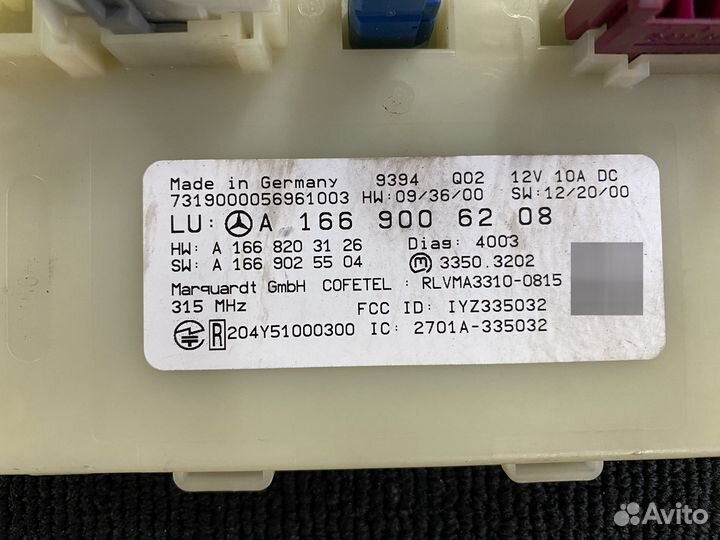 Made in Germany 9394 Q02 12V 10A DC
7319000056961003 HW:09/36/00 SW:12/20/00
LU: A 166 900 62 08
HW: A 166 820 31 26 Diag: 4003
SW: A 166 902 55 04 m 3350.3202
Marquardt GmbH COFETEL : RLVMA3310-0815
315 MHz FCC ID: IYZ335032
R 204Y51000300 IC: 2701A-335032
Avito